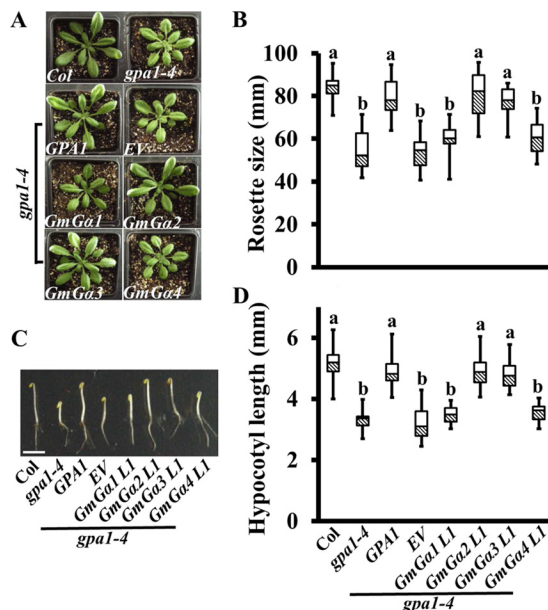 A
Col
gpa1-4
GPA1
EV
GmGα1
GmGα2
GmGα3
GmGα4
gpa1-4
B
Rosette size (mm)
100
80
60
40
20
0
a
b
a
b
b
a
a
b
C
Col
gpa1-4
GPA1
EV
GmGα1 L1
GmGα2 L1
GmGα3 L1
GmGα4 L1
gpa1-4
D
Hypocotyl length (mm)
6
4
2
0
a
b
a
b
b
a
a
b
Col
gpa1-4
GPA1
EV
GmGα1 L1
GmGα2 L1
GmGα3 L1
GmGα4 L1
gpa1-4